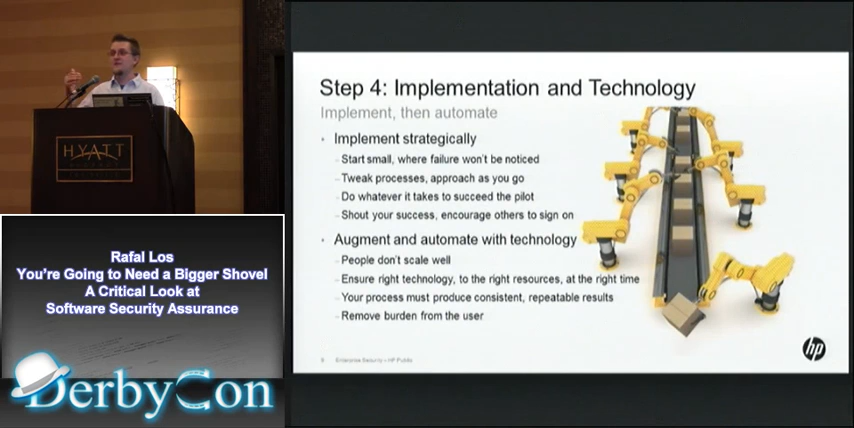 HYATT
Rafal Los
You're Going to Need a Bigger Shovel
A Critical Look at
Software Security Assurance
DerbyCon
Step 4: Implementation and Technology
Implement, then automate
• Implement strategically
– Start small, where failure won't be noticed
– Tweak processes, approach as you go
– Do whatever it takes to succeed the pilot
– Shout your success, encourage others to sign on
• Augment and automate with technology
– People don't scale well
– Ensure right technology, to the right resources, at the right time
– Your process must produce consistent, repeatable results
– Remove burden from the user
9 Enterprise Security – HP Public
hp